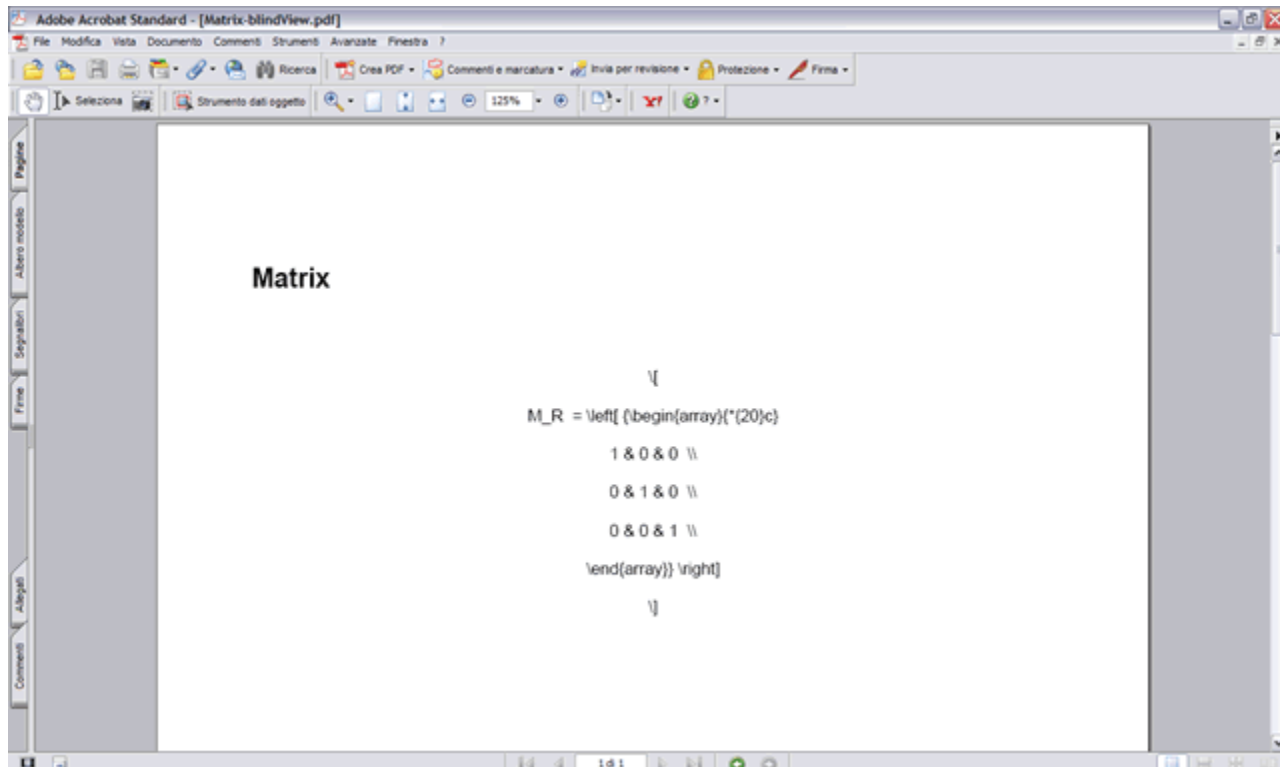 Adobe Acrobat Standard - [Matrix-blindView.pdf]
File Modifica Vista Documento Commenti Strumenti Avanzate Finestra ?
Ricerca Crea PDF Commenti e marcatura Invia per revisione Protezione Firma
Seleziona Strumento dati oggetto 125% Y! ?
Pagine
Albero modello
Segnalibri
Firme
Allegati
Commenti
Matrix
\[
M_R = \left[ {\begin{array}{*{20}c}
1 & 0 & 0 \\
0 & 1 & 0 \\
0 & 0 & 1 \\
\end{array}} \right]
\]
1 di 1